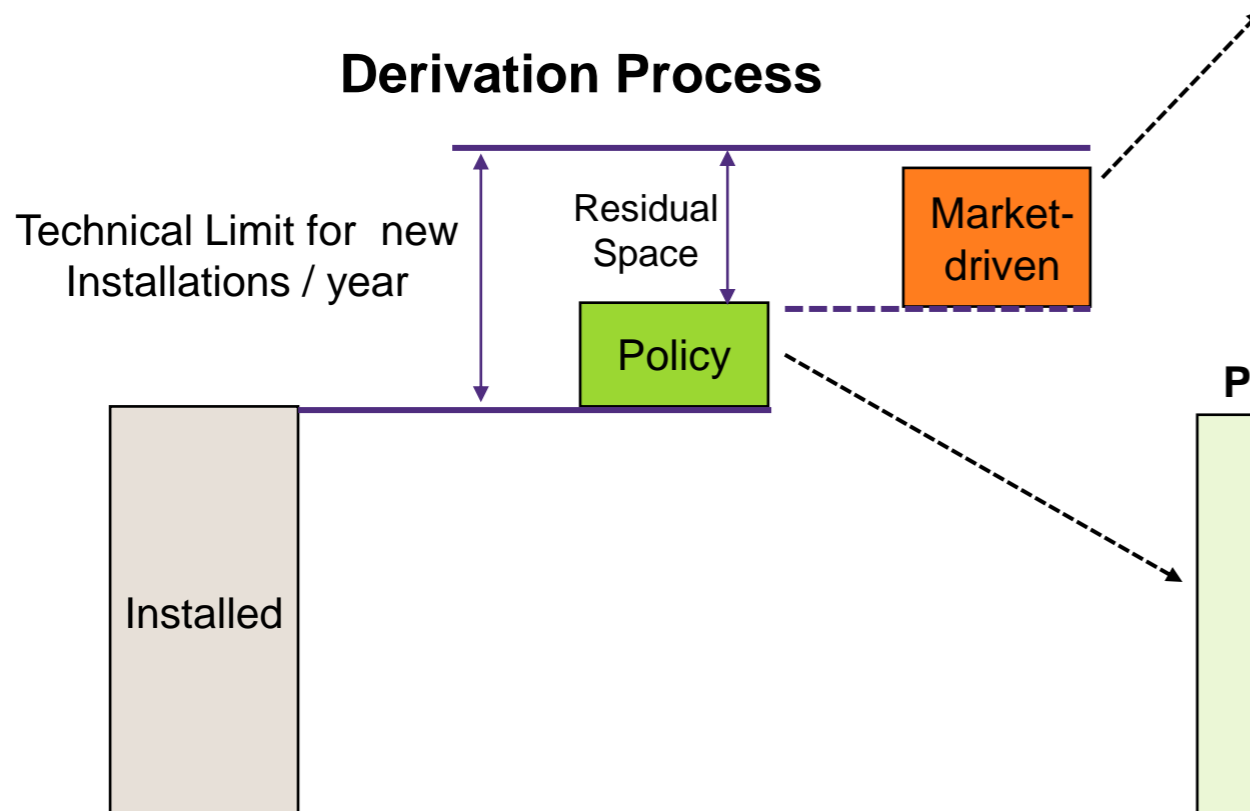 Derivation Process
Technical Limit for new
Installations / year
Residual
Space
Market-
driven
Policy
P
Installed